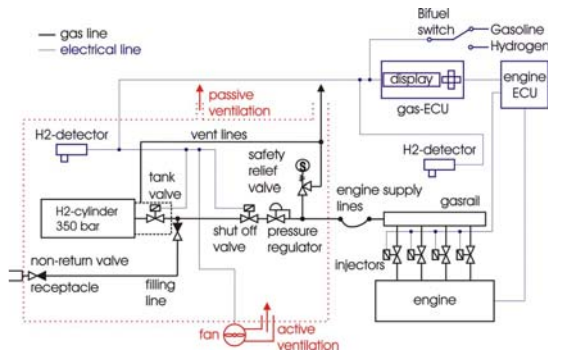 gas line
electrical line
Bifuel
switch
Gasoline
Hydrogen
display
gas-ECU
engine
ECU
passive
ventilation
H2-detector
vent lines
safety
relief
valve
H2-detector
tank
valve
engine supply
lines
gasrail
H2-cylinder
350 bar
shut off
valve
pressure
regulator
non-return valve
receptacle
filling
line
injectors
engine
fan
active
ventilation
S